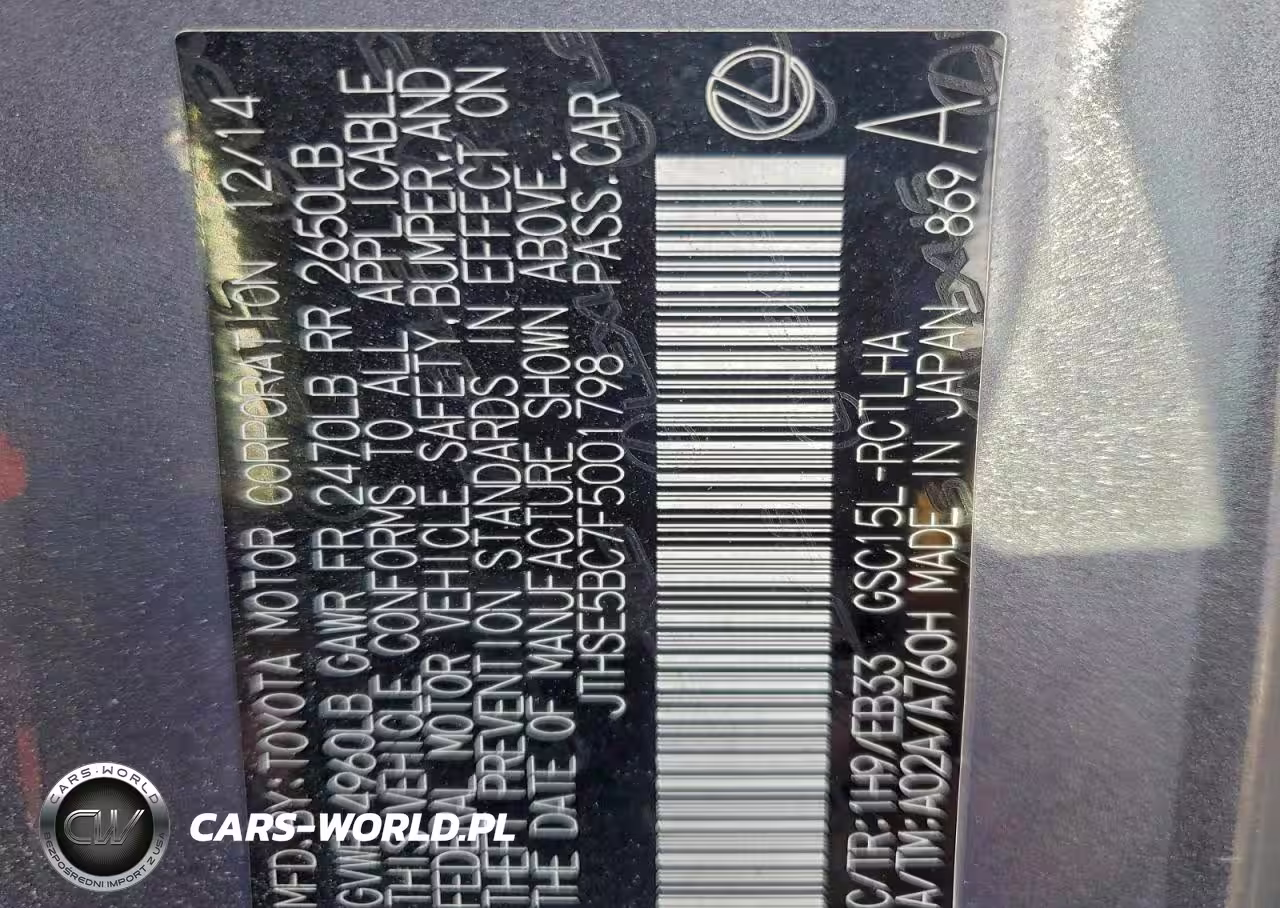 MFD.BY:TOYOTA MOTOR CORPORATION 12/14
GVWR 4960LB GAWR FR 2470LB RR 2650LB
THIS VEHICLE CONFORMS TO ALL APPLICABLE
FEDERAL MOTOR VEHICLE SAFETY,BUMPER,AND
THEFT PREVENTION STANDARDS IN EFFECT ON
THE DATE OF MANUFACTURE SHOWN ABOVE.
JTHSE5BC7F5001798 PASS.CAR
C/TR:1H9/EB33 GSC15L-RCTLHA
A/TM:A02A/A760H MADE IN JAPAN 869 A
CARS-WORLD
CW
BEZPOŚREDNI IMPORT Z USA
CARS-WORLD.PL